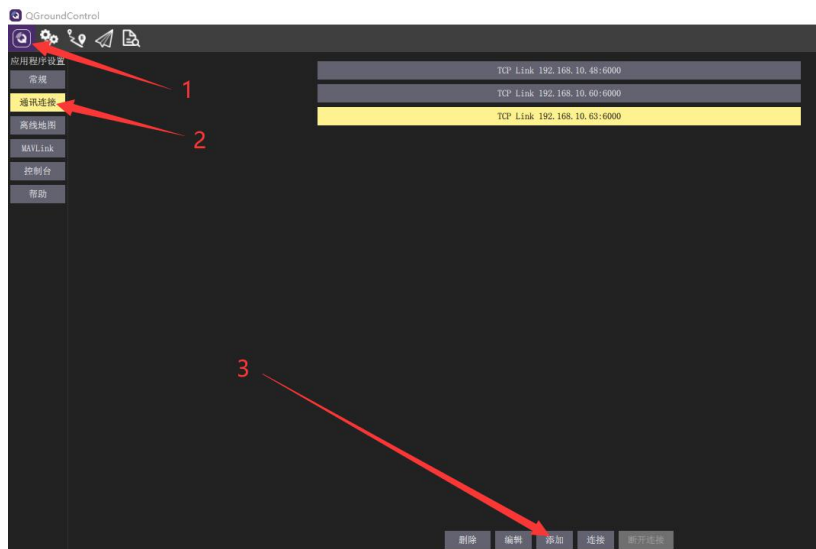 QGroundControl
应用程序设置
常规
通讯连接
离线地图
MAVLink
控制台
帮助
TCP Link 192.168.10.48:6000
TCP Link 192.168.10.60:6000
TCP Link 192.168.10.63:6000
1
2
3
删除 编辑 添加 连接 断开连接